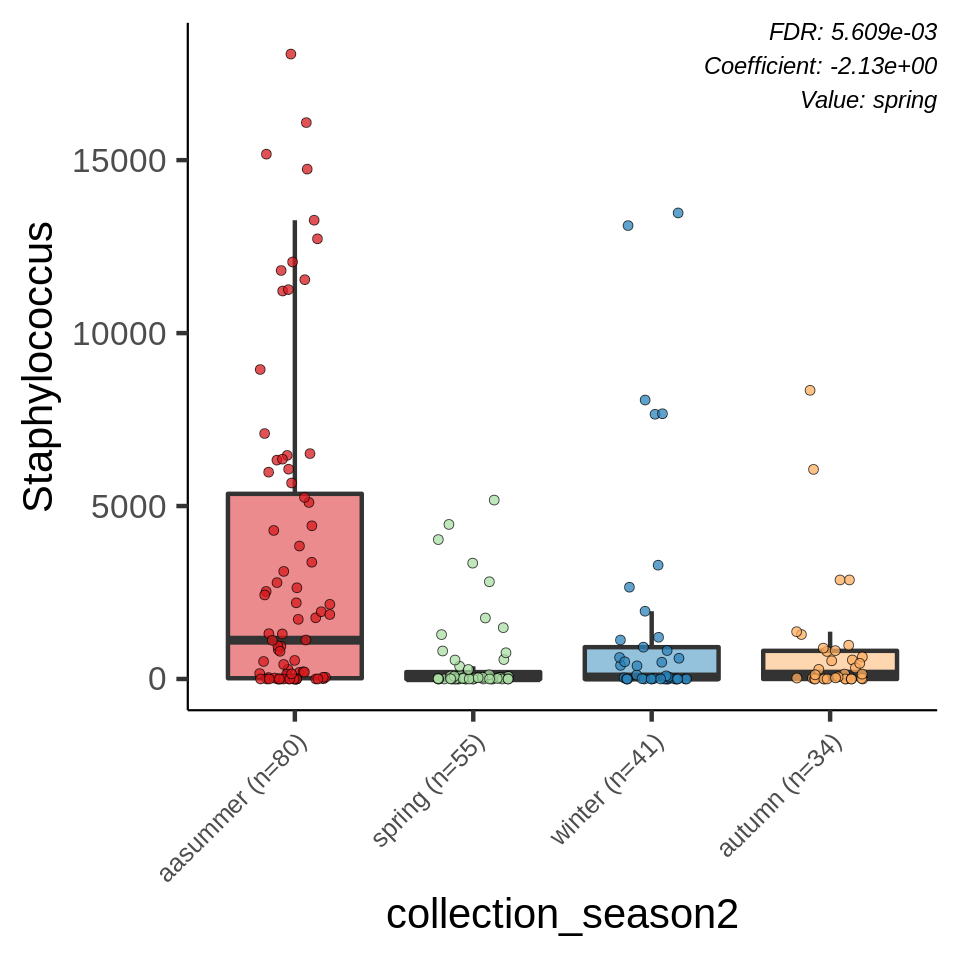 FDR: 5.609e-03
Coefficient: -2.13e+00
Value: spring
Staphylococcus
15000
10000
5000
0
aasummer (n=80)
spring (n=55)
winter (n=41)
autumn (n=34)
collection_season2